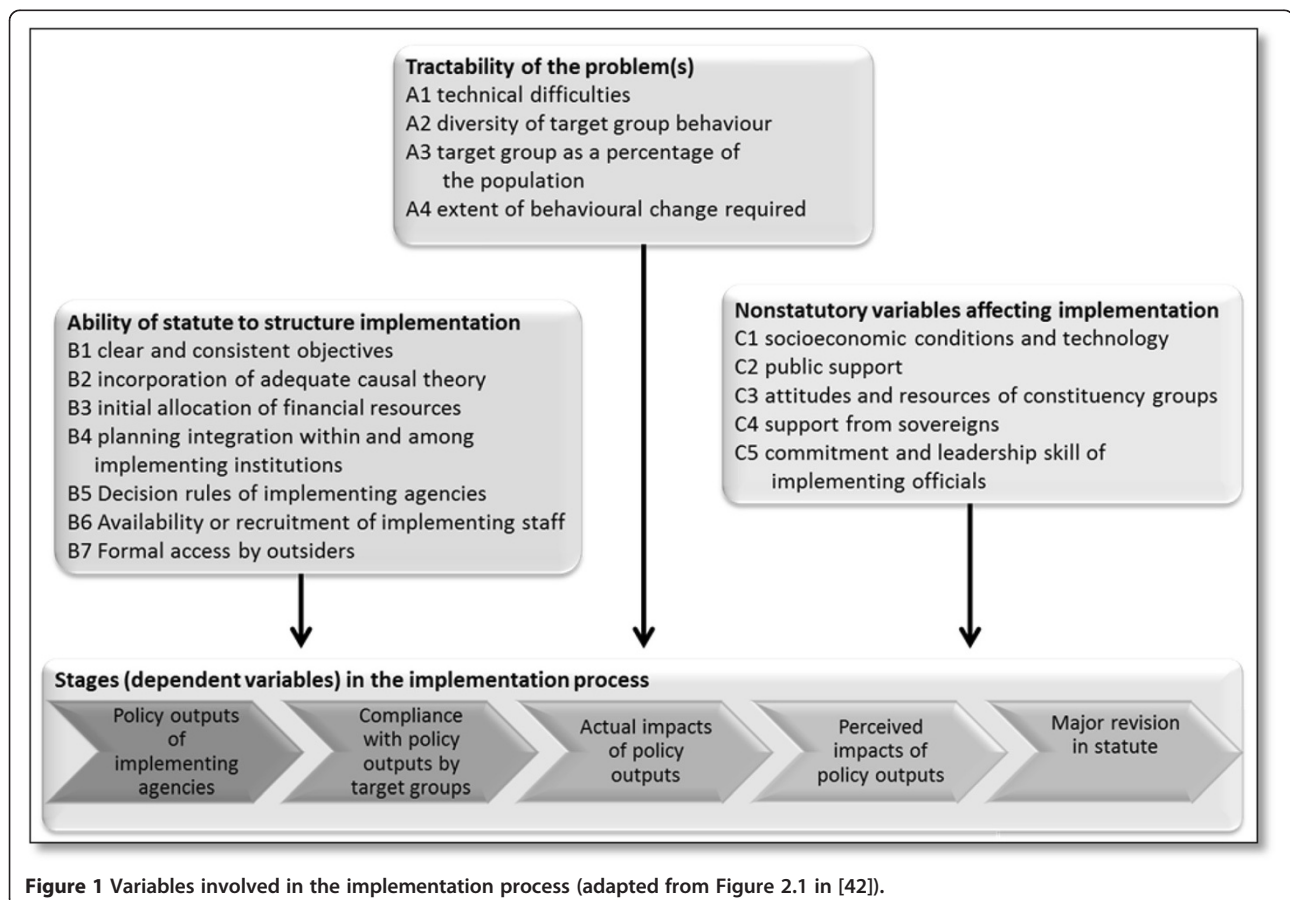 Tractability of the problem(s)
A1 technical difficulties
A2 diversity of target group behaviour
A3 target group as a percentage of
the population
A4 extent of behavioural change required
Ability of statute to structure implementation
B1 clear and consistent objectives
B2 incorporation of adequate causal theory
B3 initial allocation of financial resources
B4 planning integration within and among
implementing institutions
B5 Decision rules of implementing agencies
B6 Availability or recruitment of implementing staff
B7 Formal access by outsiders
Nonstatutory variables affecting implementation
C1 socioeconomic conditions and technology
C2 public support
C3 attitudes and resources of constituency groups
C4 support from sovereigns
C5 commitment and leadership skill of
implementing officials
Stages (dependent variables) in the implementation process
Policy outputs
of
implementing
agencies
Compliance
with policy
outputs by
target groups
Actual impacts
of policy
outputs
Perceived
impacts of
policy outputs
Major revision
in statute
Figure 1 Variables involved in the implementation process (adapted from Figure 2.1 in [42]).